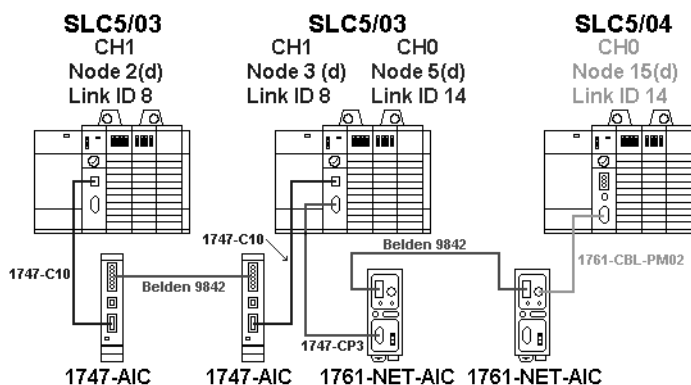 SLC5/03
CH1
Node 2(d)
Link ID 8
SLC5/03
CH1
Node 3 (d)
Link ID 8
CH0
Node 5(d)
Link ID 14
SLC5/04
CH0
Node 15(d)
Link ID 14
1747-C10
Belden 9842
1747-C10
Belden 9842
1761-CBL-PM02
1747-CP3
1747-AIC
1747-AIC
1761-NET-AIC
1761-NET-AIC